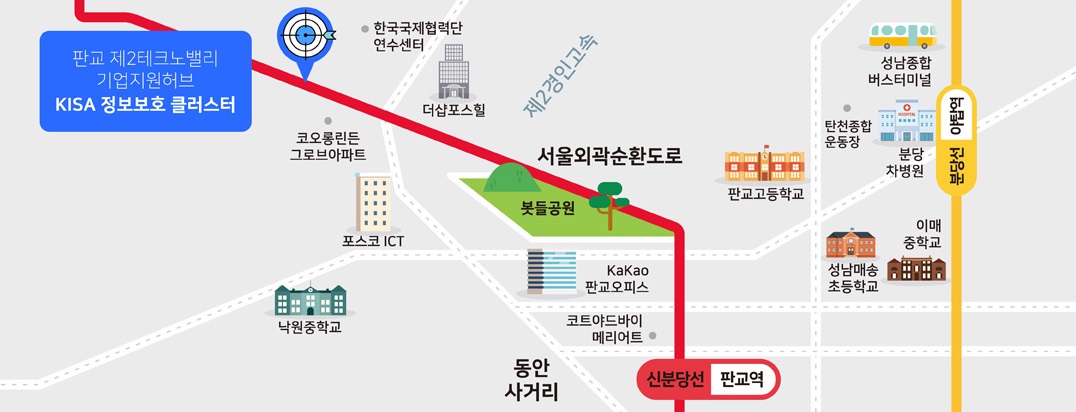 판교 제2테크노밸리
기업지원허브
KISA 정보보호 클러스터
한국국제협력단
연수센터
더샵포스힐
제2경인고속
코오롱린든
그로브아파트
서울외곽순환도로
봇들공원
포스코 ICT
낙원중학교
KaKao
판교오피스
코트야드바이
메리어트
동안
사거리
신분당선 판교역
판교고등학교
성남종합
버스터미널
탄천종합
운동장
HOSPITAL
분당
차병원
분당선 야탑역
이매
중학교
성남매송
초등학교